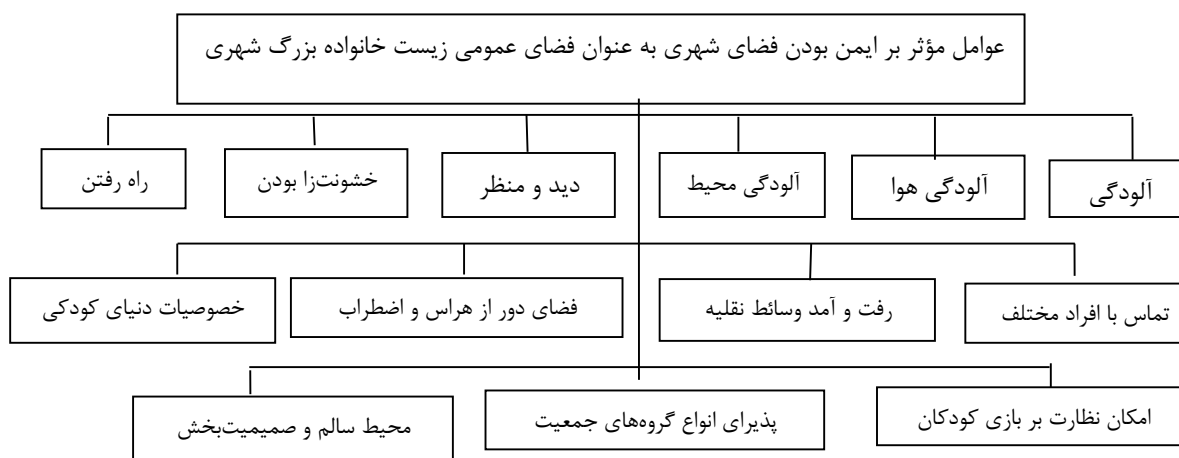 عوامل مؤثر بر ایمن بودن فضای شهری به عنوان فضای عمومی زیست خانواده بزرگ شهری
آلودگی
آلودگی هوا
آلودگی محیط
دید و منظر
خشونت‌زا بودن
راه رفتن
تماس با افراد مختلف
رفت و آمد وسائط نقلیه
فضای دور از هراس و اضطراب
خصوصیات دنیای کودکی
امکان نظارت بر بازی کودکان
پذیرای انواع گروه‌های جمعیت
محیط سالم و صمیمیت‌بخش